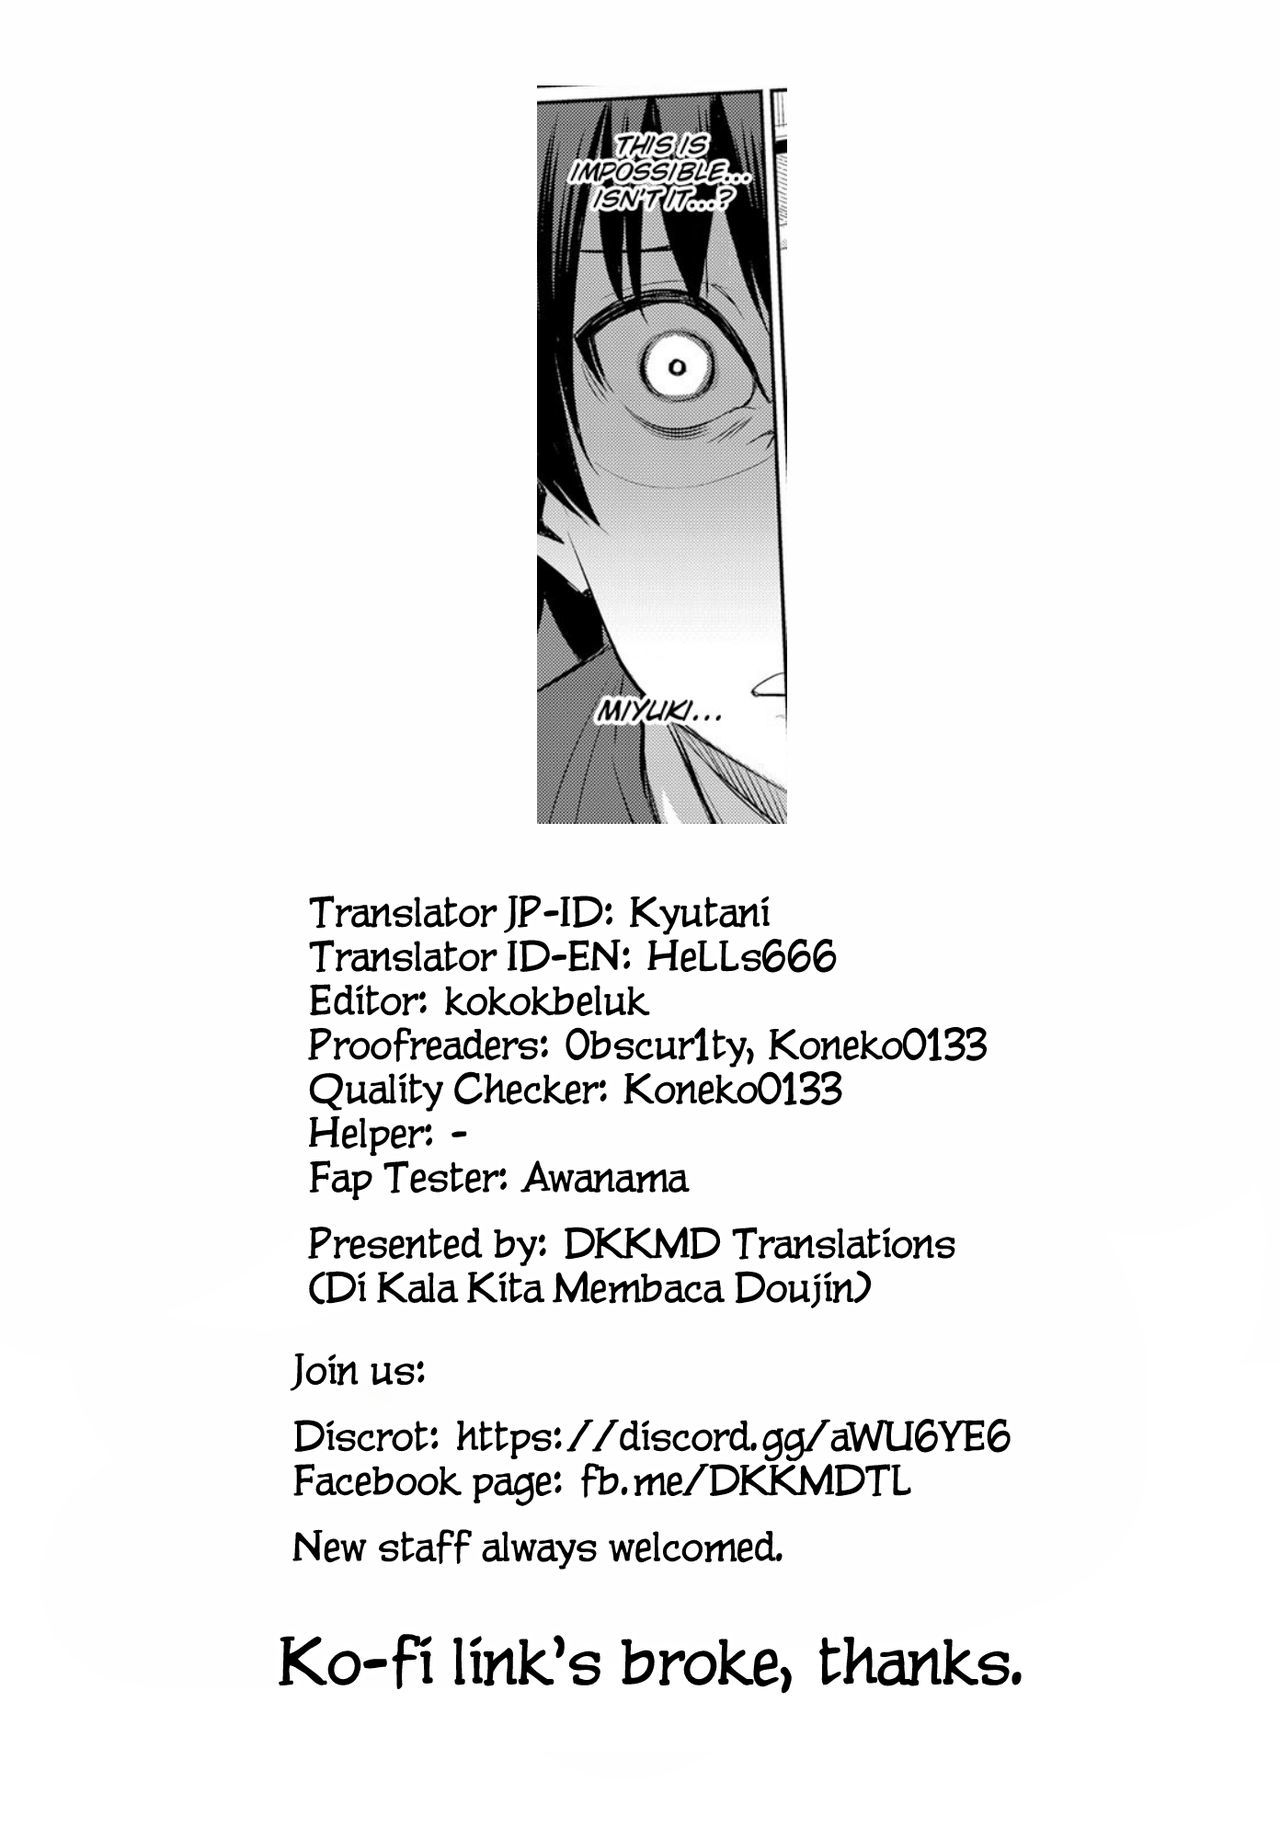 THIS IS
IMPOSSIBLE...
ISN'T IT...?
MIYUKI...
Translator JP-ID: Kyutani
Translator ID-EN: HeLLs666
Editor: kokokbeluk
Proofreaders: Obscur1ty, Koneko0133
Quality Checker: Koneko0133
Helper: -
Fap Tester: Awanama
Presented by: DKKMD Translations
(Di Kala Kita Membaca Doujin)
Join us:
Discrot: https://discord.gg/aWU6YE6
Facebook page: fb.me/DKKMDTL
New staff always welcomed.
Ko-fi link's broke, thanks.